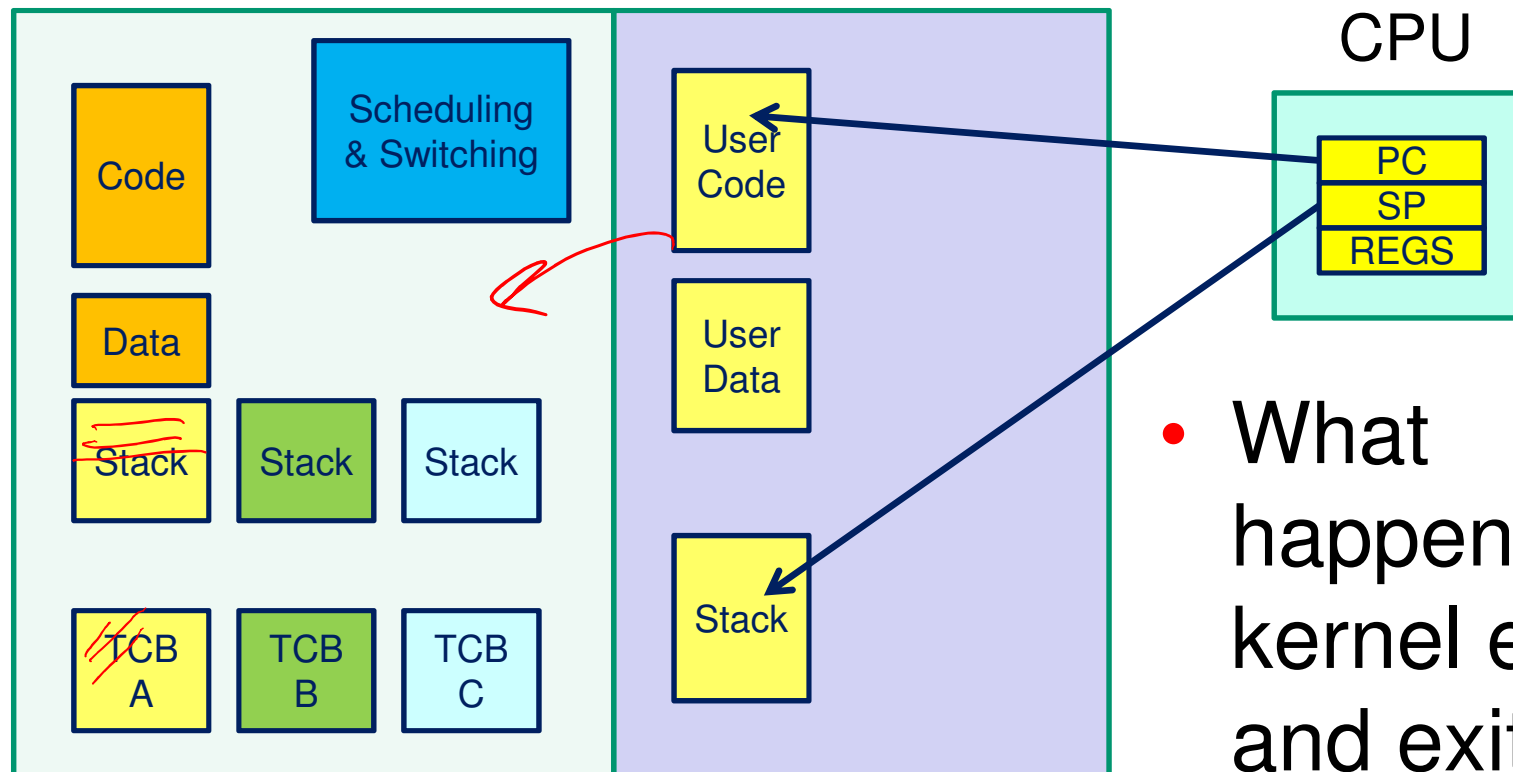 CPU
Scheduling
& Switching
Code
User
Code
PC
SP
REGS
Data
User
Data
Stack
Stack
Stack
Stack
TCB
A
TCB
B
TCB
C
• What
happen
kernel e
and exit